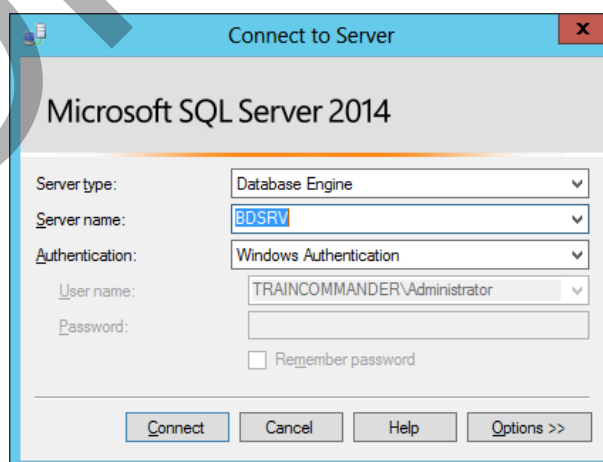 Connect to Server
x
Microsoft SQL Server 2014
Server type: Database Engine
Server name: BDSRV
Authentication: Windows Authentication
User name: TRAINCOMMANDER\Administrator
Password:
Remember password
Connect Cancel Help Options >>